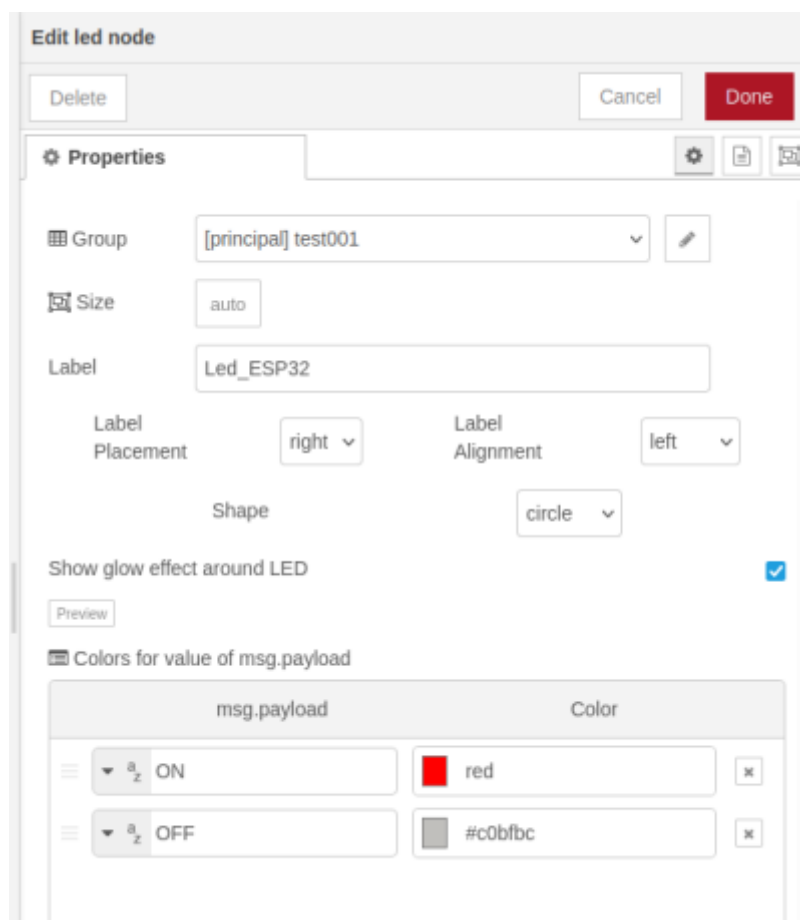 Edit led node
Delete
Cancel
Done
Properties
Group
[principal] test001
Size
auto
Label
Led_ESP32
Label
Placement
right
Label
Alignment
left
Shape
circle
Show glow effect around LED
Preview
Colors for value of msg.payload
msg.payload
Color
a
z
ON
red
a
z
OFF
#c0bfbc